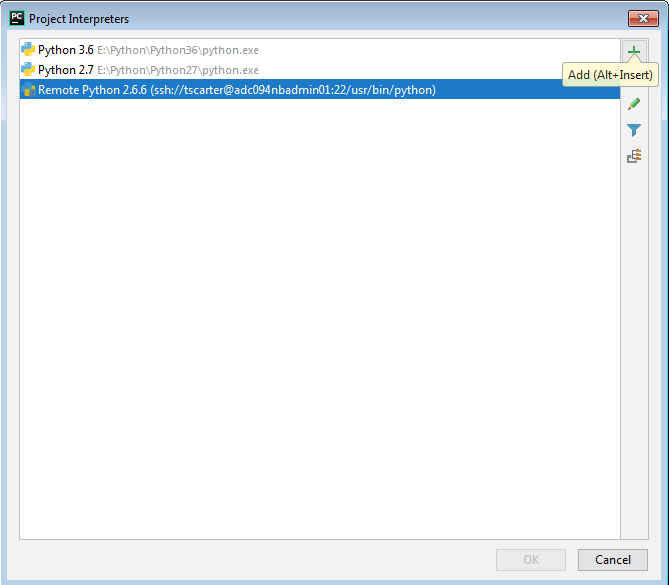 PC Project Interpreters
Python 3.6 E:\Python\Python36\python.exe
Python 2.7 E:\Python\Python27\python.exe
Add (Alt+Insert)
Remote Python 2.6.6 (ssh://tscarter@adc094nbadmin01:22/usr/bin/python)
OK Cancel